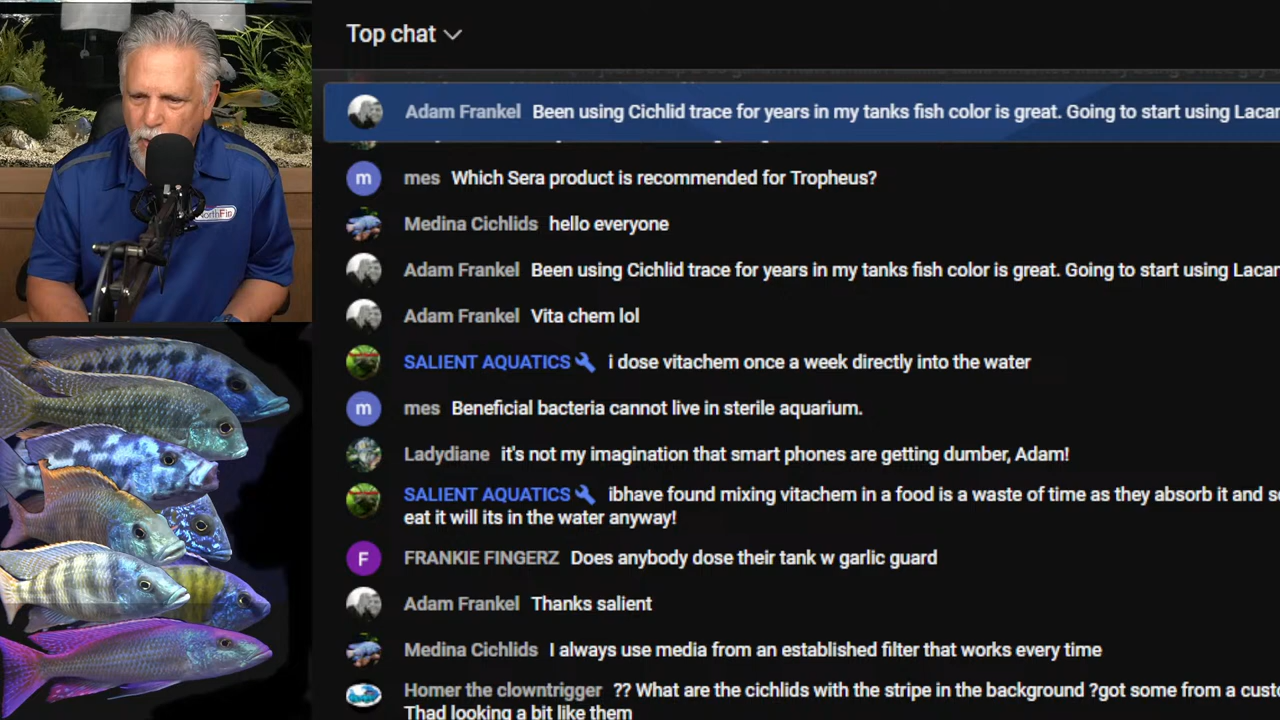 Top chat
Adam Frankel Been using Cichlid trace for years in my tanks fish color is great. Going to start using Lacar
mes Which Sera product is recommended for Tropheus?
Medina Cichlids hello everyone
Adam Frankel Been using Cichlid trace for years in my tanks fish color is great. Going to start using Lacar
Adam Frankel Vita chem lol
SALIENT AQUATICS i dose vitachem once a week directly into the water
mes Beneficial bacteria cannot live in sterile aquarium.
Ladydiane it's not my imagination that smart phones are getting dumber, Adam!
SALIENT AQUATICS ibhave found mixing vitachem in a food is a waste of time as they absorb it and s
eat it will its in the water anyway!
FRANKIE FINGERZ Does anybody dose their tank w garlic guard
Adam Frankel Thanks salient
Medina Cichlids I always use media from an established filter that works every time
Homer the clowntrigger ?? What are the cichlids with the stripe in the background ?got some from a custo
Thad looking a bit like them
NorthFin
m
m
F